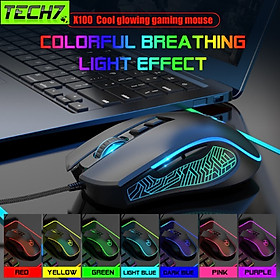 TECH7
X100 Cool glowing gaming mouse
COLORFUL BREATHING
LIGHT EFFECT
RED
YELLOW
GREEN
LIGHT BLUE
DARK BLUE
PINK
PURPLE